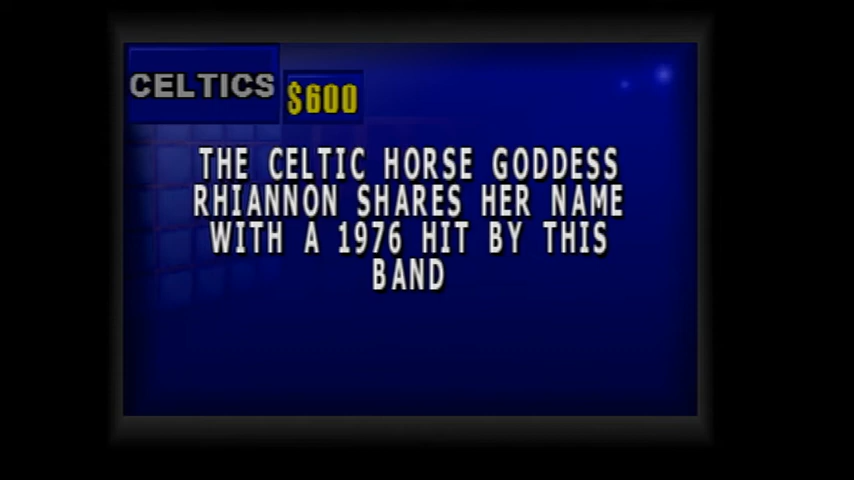 CELTICS
$600
THE CELTIC HORSE GODDESS
RHIANNON SHARES HER NAME
WITH A 1976 HIT BY THIS
BAND